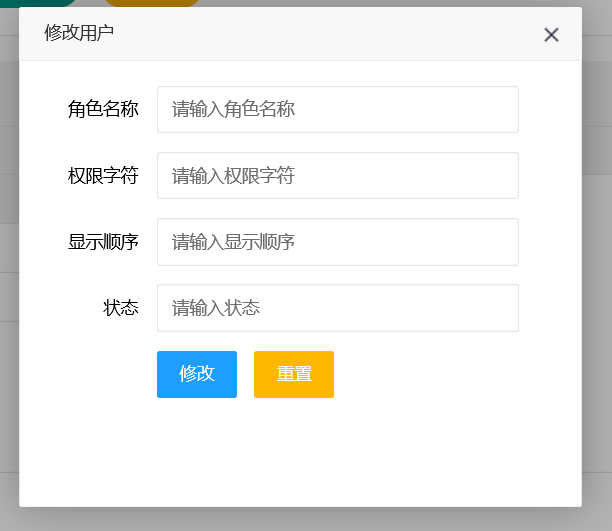 修改用户
角色名称 请输入角色名称
权限字符 请输入权限字符
显示顺序 请输入显示顺序
状态 请输入状态
修改 重置